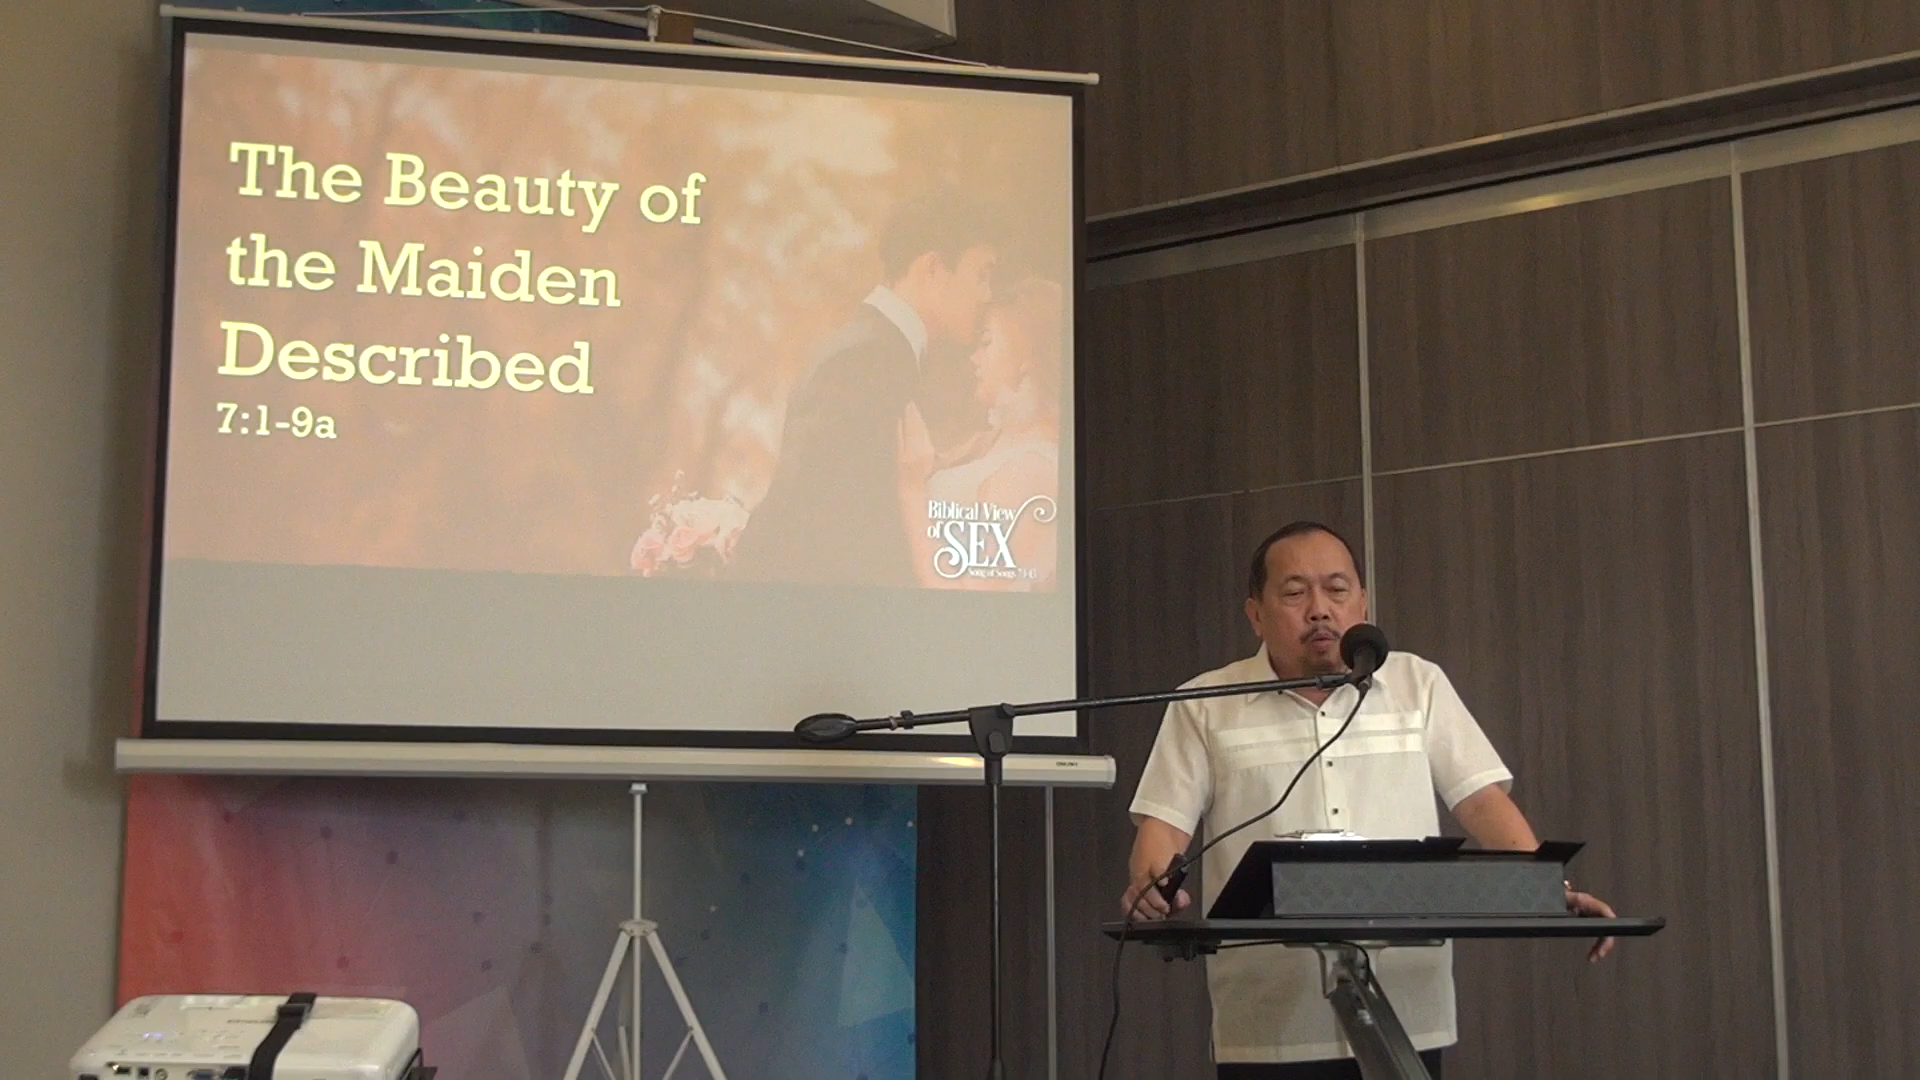 The Beauty of
the Maiden
Described
7:1-9a
Biblical View
of SEX
Song of Songs